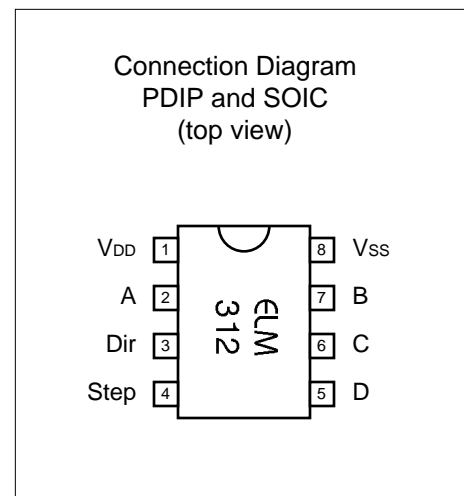 Connection Diagram
PDIP and SOIC
(top view)
VDD 1 8 VSS
A 2 7 B
Dir 3 6 C
Step 4 5 D
ELM
312